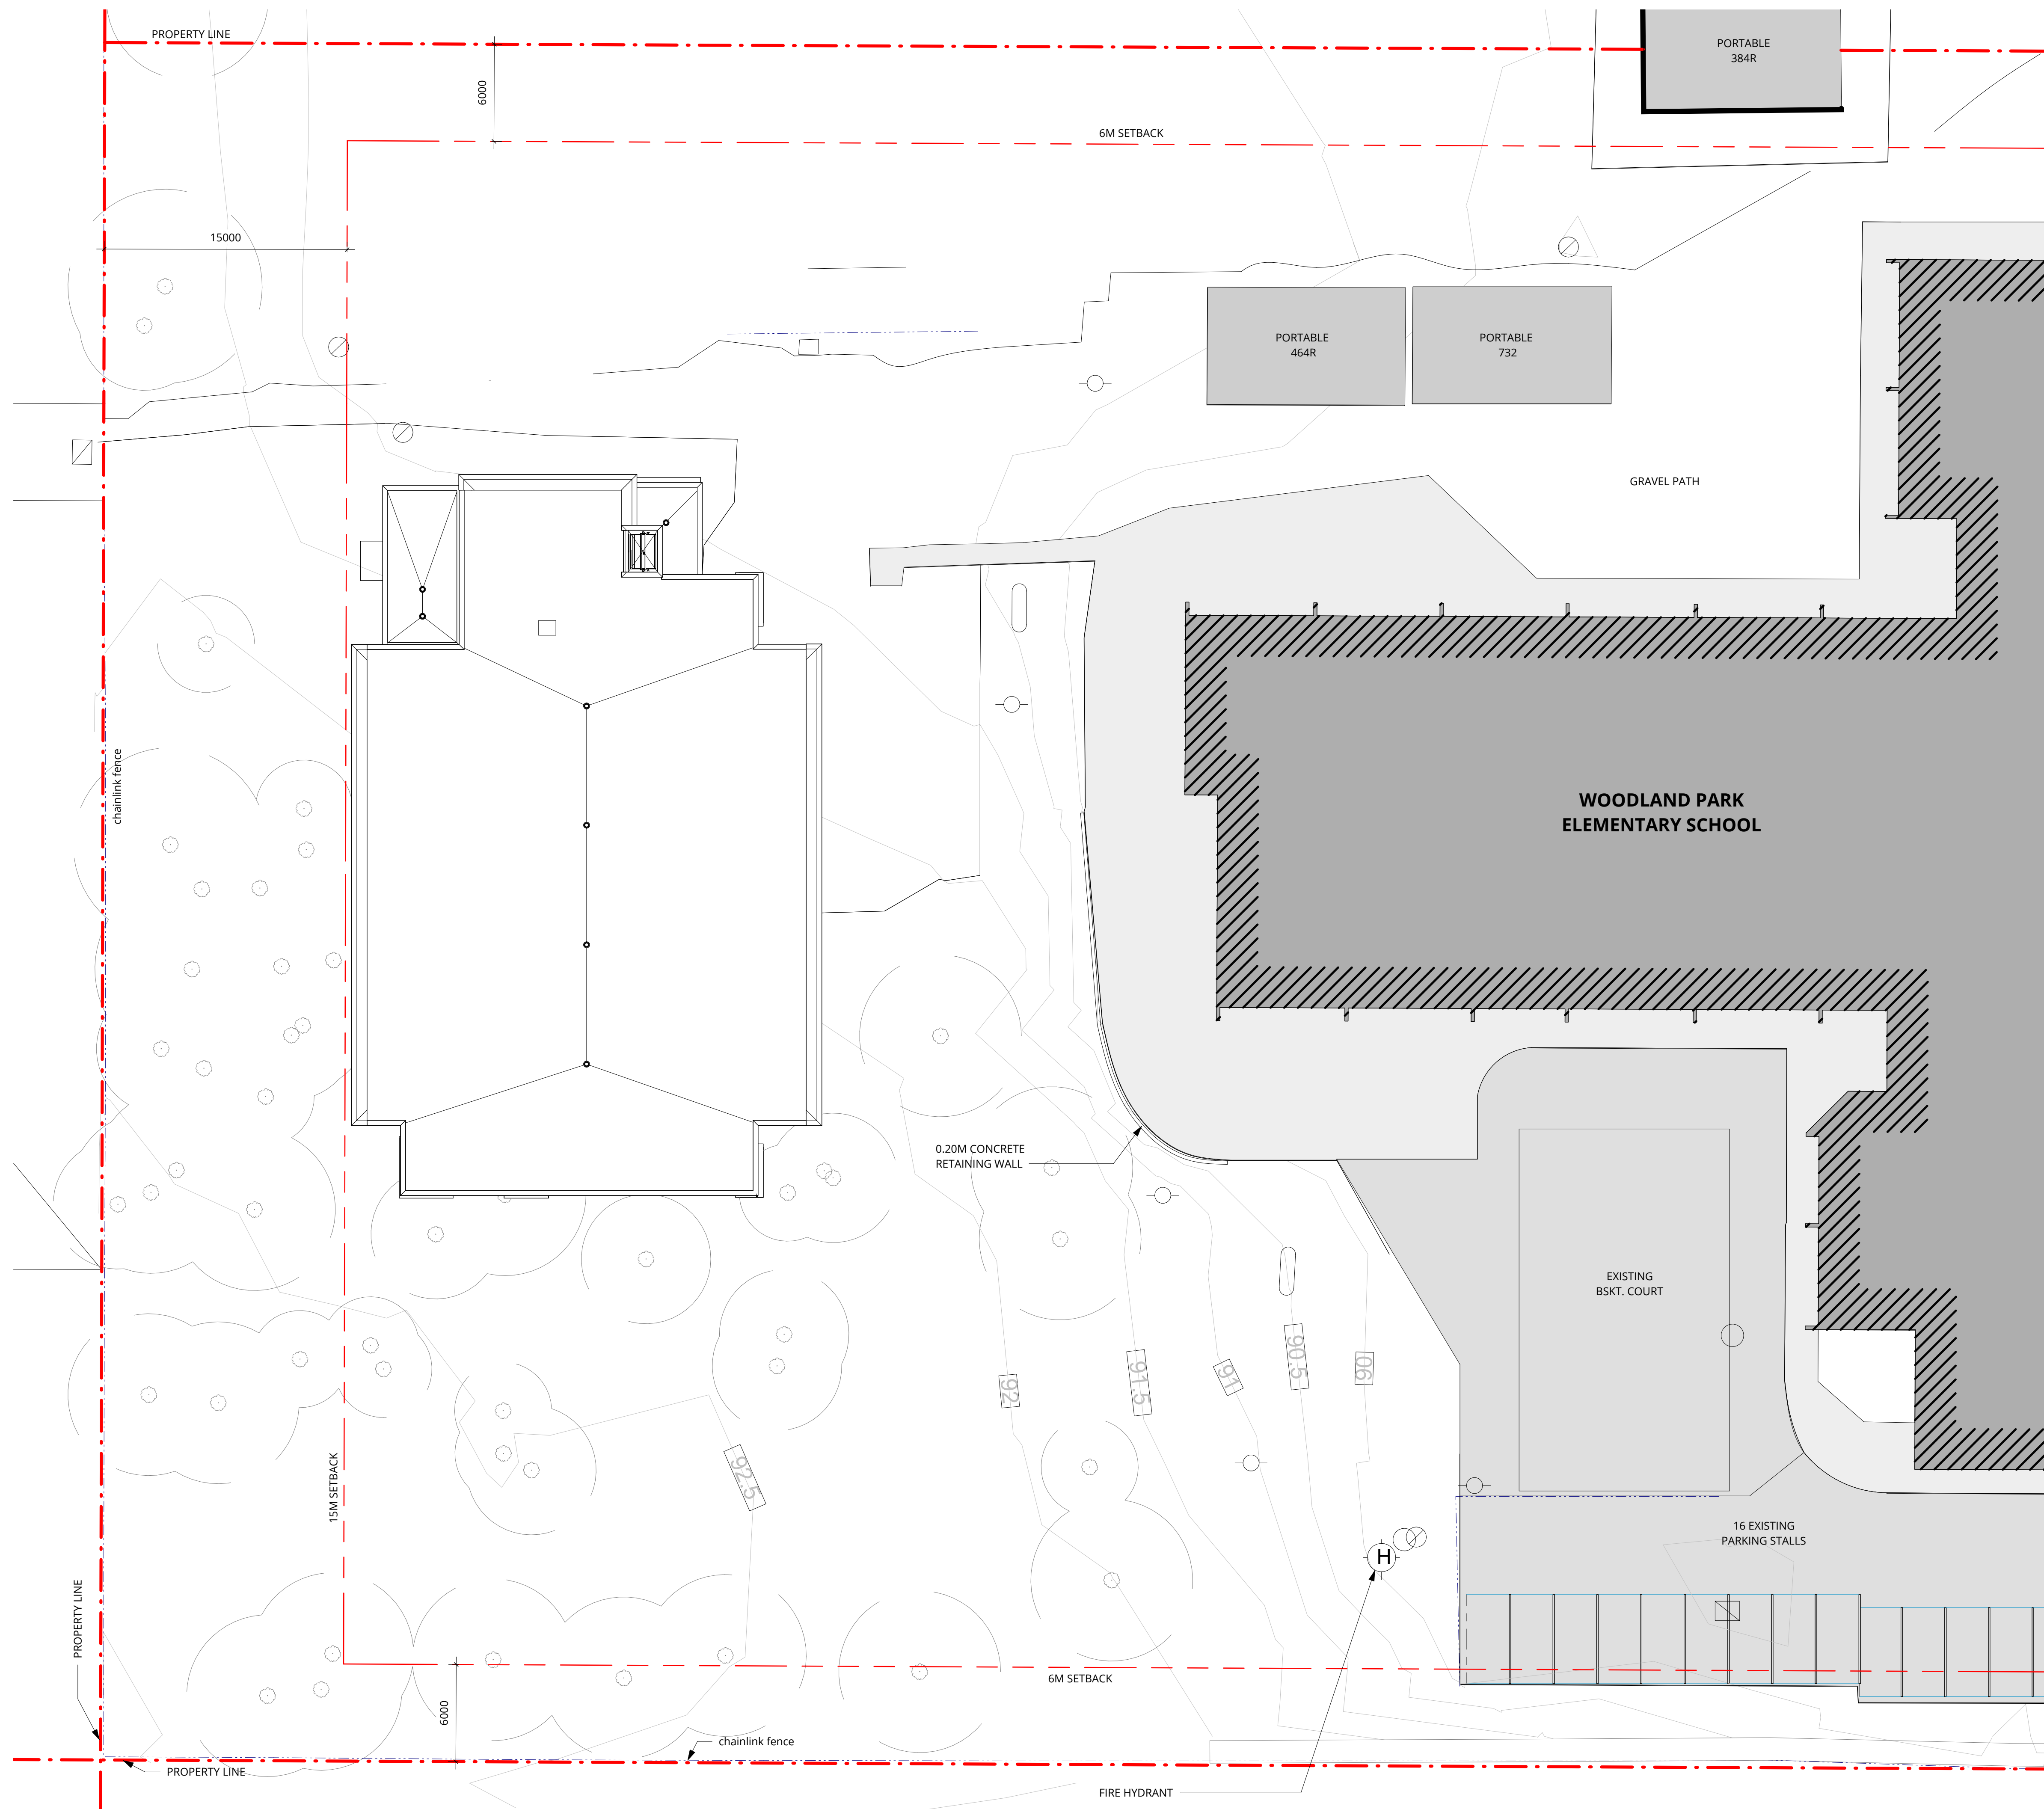 PROPERTY LINE
PORTABLE
384R
6000
6M SETBACK
15000
PORTABLE
464R
PORTABLE
732
GRAVEL PATH
chainlink fence
WOODLAND PARK
ELEMENTARY SCHOOL
0.20M CONCRETE
RETAINING WALL
EXISTING
BSKT. COURT
92
91.5
91
90.5
90
92.5
15M SETBACK
16 EXISTING
PARKING STALLS
H
PROPERTY LINE
6M SETBACK
6000
chainlink fence
PROPERTY LINE
FIRE HYDRANT